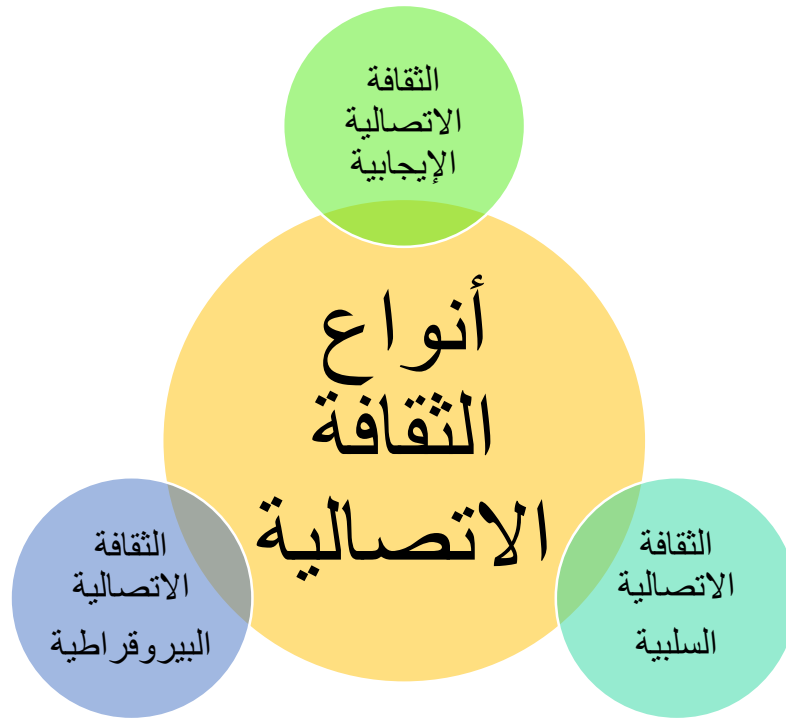 الثقافة
الاتصالية
الإيجابية
أنواع
الثقافة
الاتصالية
الثقافة
الاتصالية
السلبية
الثقافة
الاتصالية
البيروقراطية